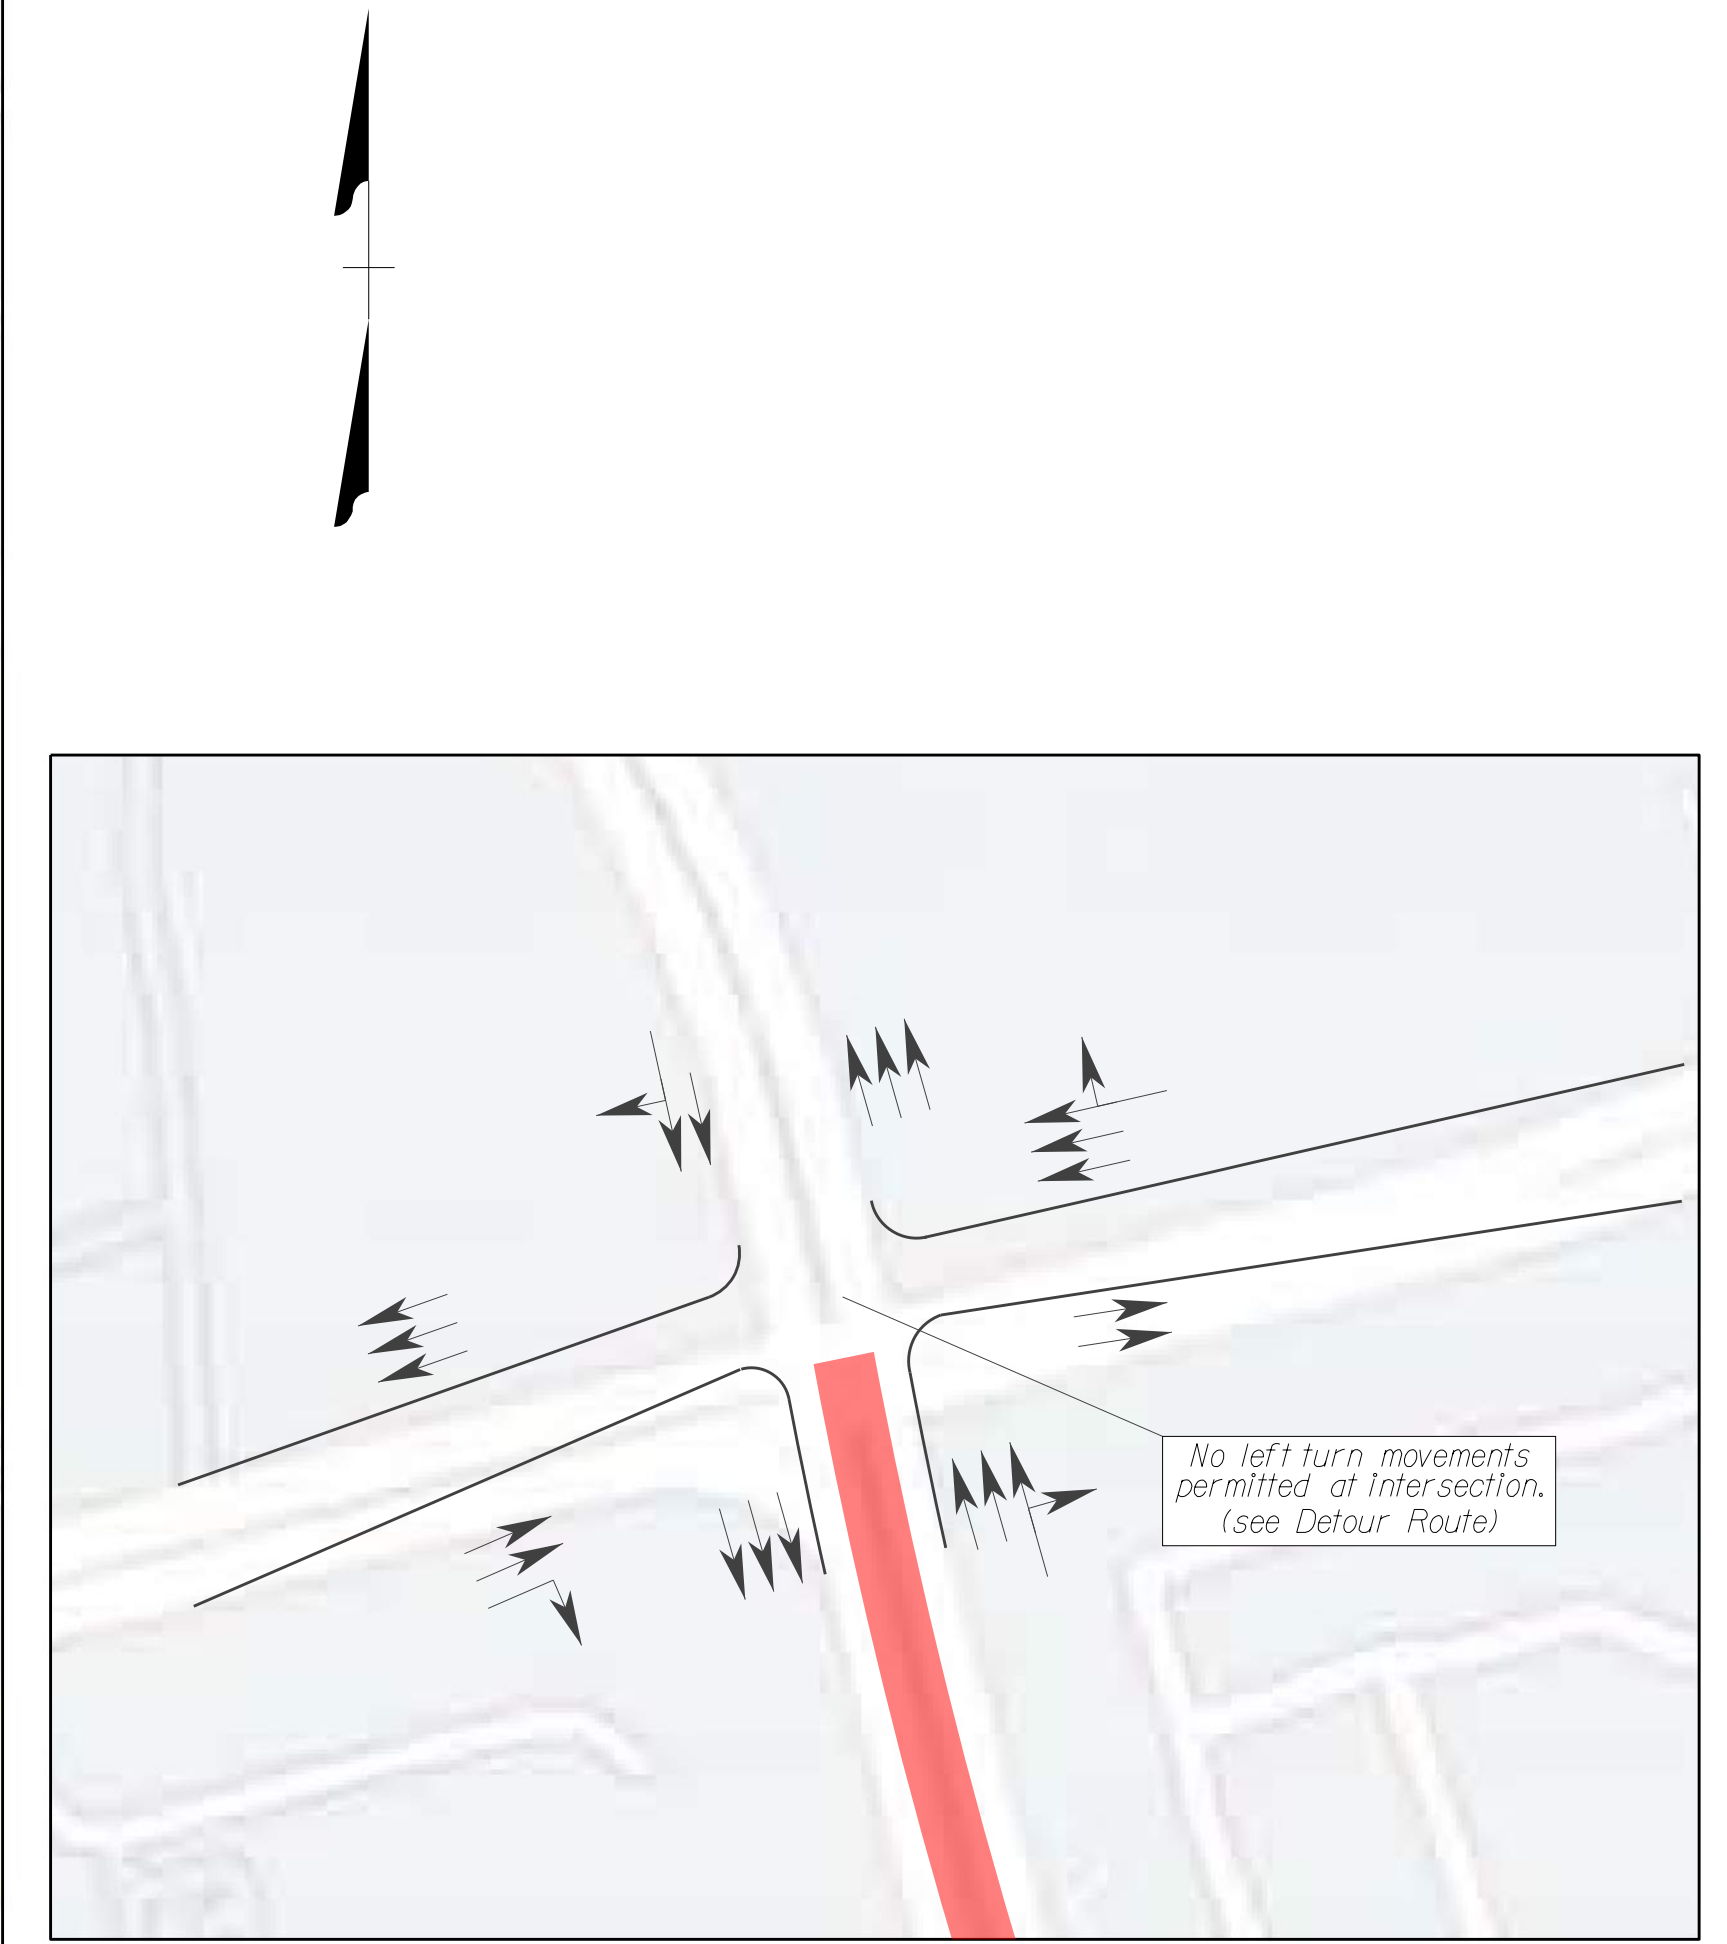 No left turn movements
permitted at intersection.
(see Detour Route)